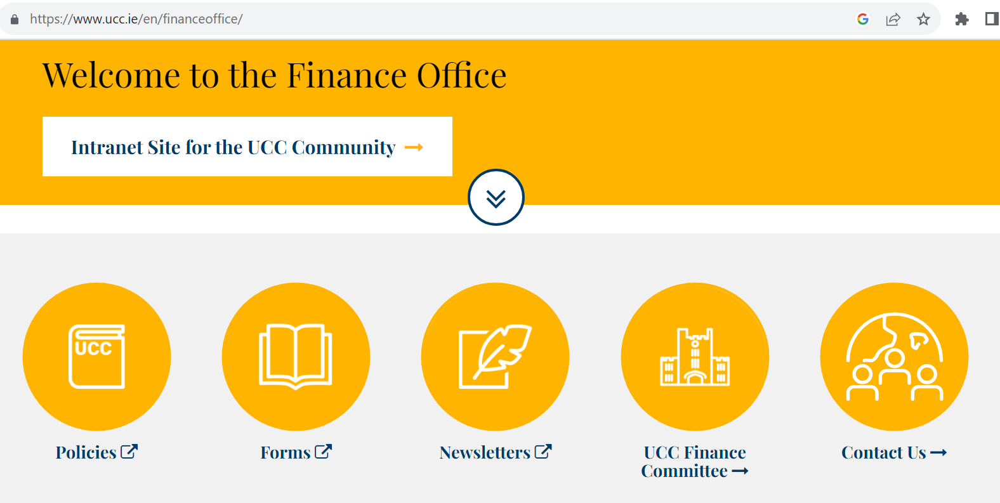 https://www.ucc.ie/en/financeoffice/
Welcome to the Finance Office
Intranet Site for the UCC Community
UCC
Policies
Forms
Newsletters
UCC Finance
Committee
Contact Us